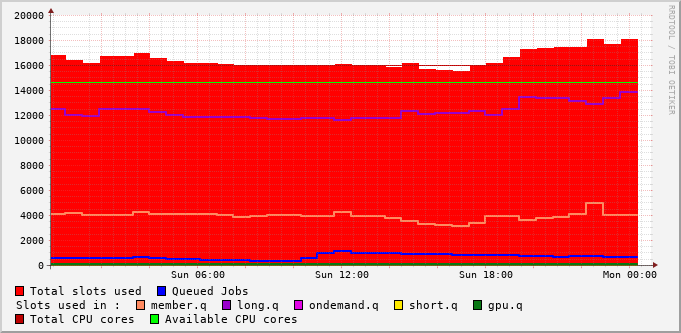 20000
18000
16000
14000
12000
10000
8000
6000
4000
2000
0
Sun 06:00 Sun 12:00 Sun 18:00 Mon 00:00
RRDTOOL / TOBI OETIKER
Total slots used Queued Jobs
Slots used in : member.q long.q ondemand.q short.q gpu.q
Total CPU cores Available CPU cores